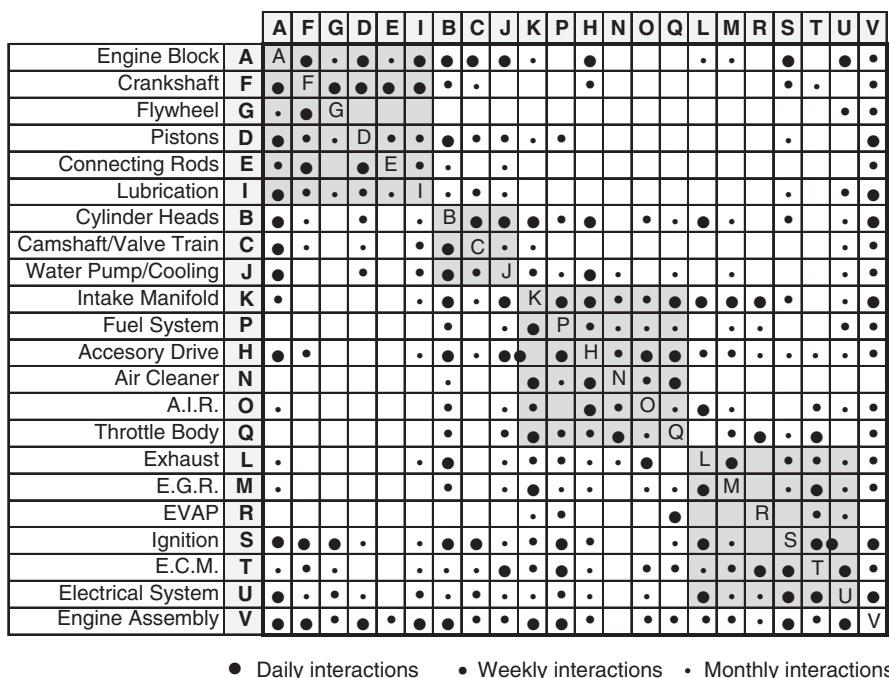 A F G D E I B C J K P H N O Q L M R S T U V
Engine Block A A
Crankshaft F F
Flywheel G G
Pistons D D
Connecting Rods E E
Lubrication I I
Cylinder Heads B B
Camshaft/Valve Train C C
Water Pump/Cooling J J
Intake Manifold K K
Fuel System P P
Accesory Drive H H
Air Cleaner N N
A.I.R. O O
Throttle Body Q Q
Exhaust L L
E.G.R. M M
EVAP R R
Ignition S S
E.C.M. T T
Electrical System U U
Engine Assembly V V
● Daily interactions • Weekly interactions · Monthly interactions